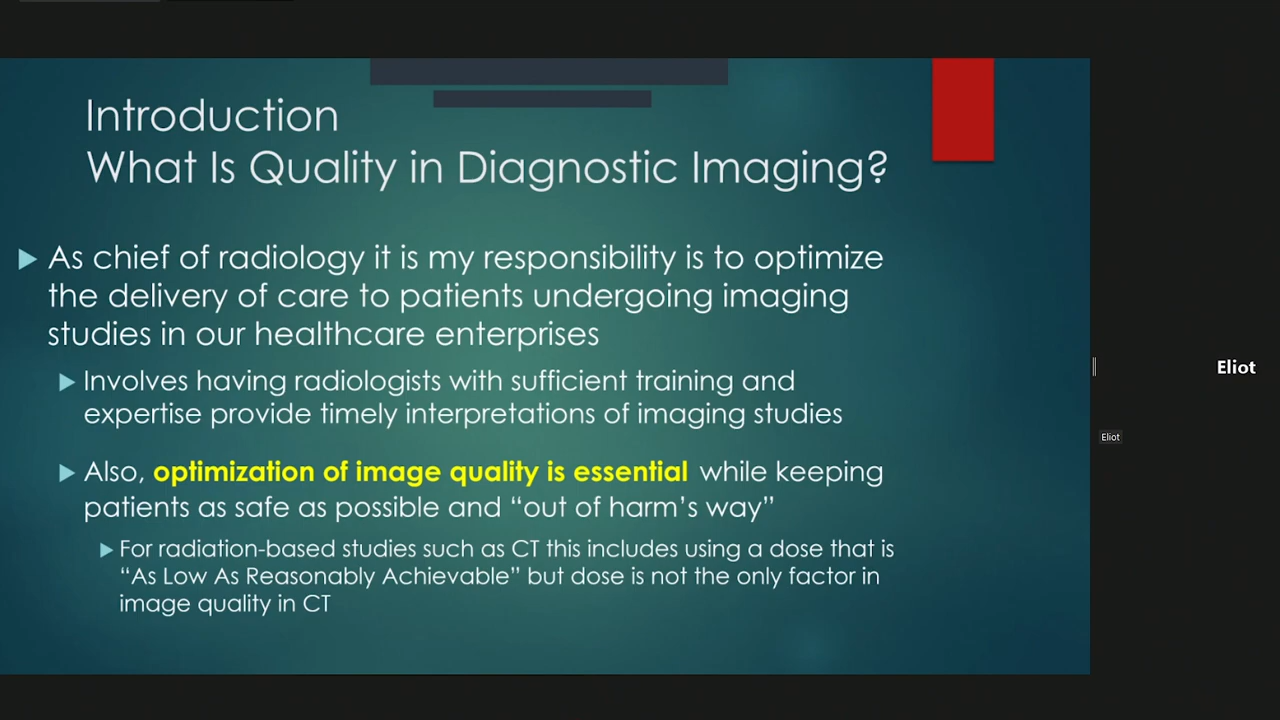 Introduction
What Is Quality in Diagnostic Imaging?
As chief of radiology it is my responsibility is to optimize
the delivery of care to patients undergoing imaging
studies in our healthcare enterprises
Involves having radiologists with sufficient training and
expertise provide timely interpretations of imaging studies
Also, optimization of image quality is essential while keeping
patients as safe as possible and “out of harm’s way”
For radiation-based studies such as CT this includes using a dose that is
“As Low As Reasonably Achievable” but dose is not the only factor in
image quality in CT
Eliot
Eliot